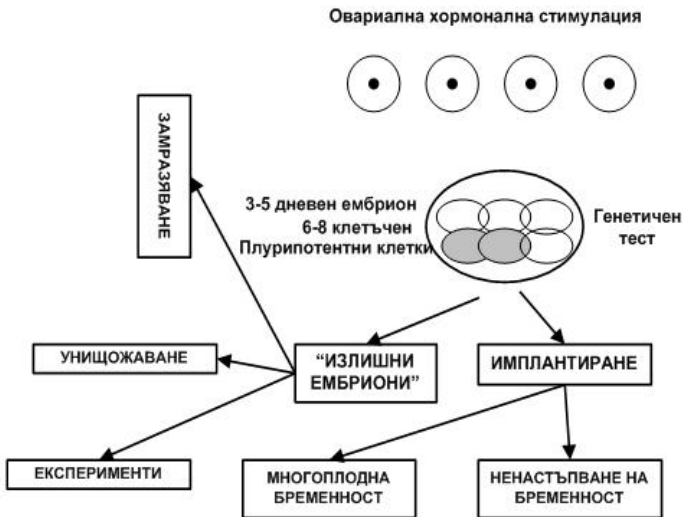 Овариална хормонална стимулация
ЗАМРАЗЯВАНЕ
3-5 дневен ембрион
6-8 клетъчен
Плурипотентни клетки
Генетичен
тест
УНИЩОЖАВАНЕ
“ИЗЛИШНИ
ЕМБРИОНИ”
ИМПЛАНТИРАНЕ
ЕКСПЕРИМЕНТИ
МНОГОПЛОДНА
БРЕМЕННОСТ
НЕНАСТЪПВАНЕ НА
БРЕМЕННОСТ